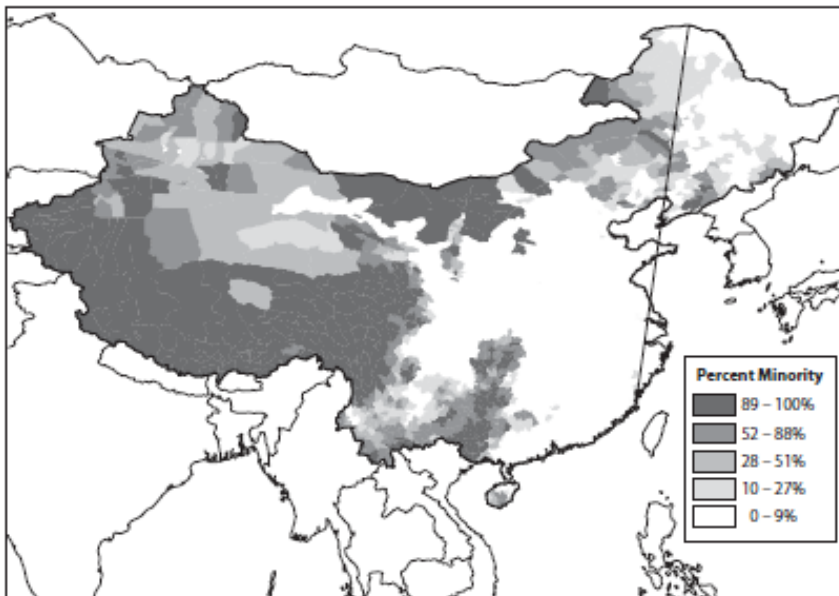 Percent Minority
89 – 100%
52 – 88%
28 – 51%
10 – 27%
0 – 9%